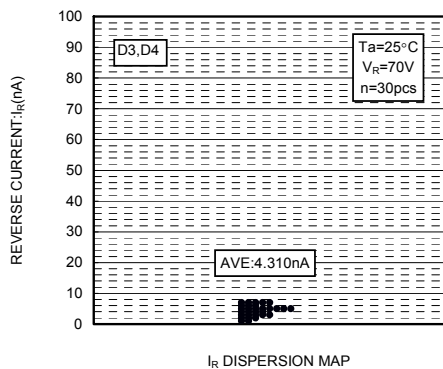 REVERSE CURRENT:IR(nA)
100
90
80
70
60
50
40
30
20
10
0
D3,D4
Ta=25°C
VR=70V
n=30pcs
AVE:4.310nA
IR DISPERSION MAP